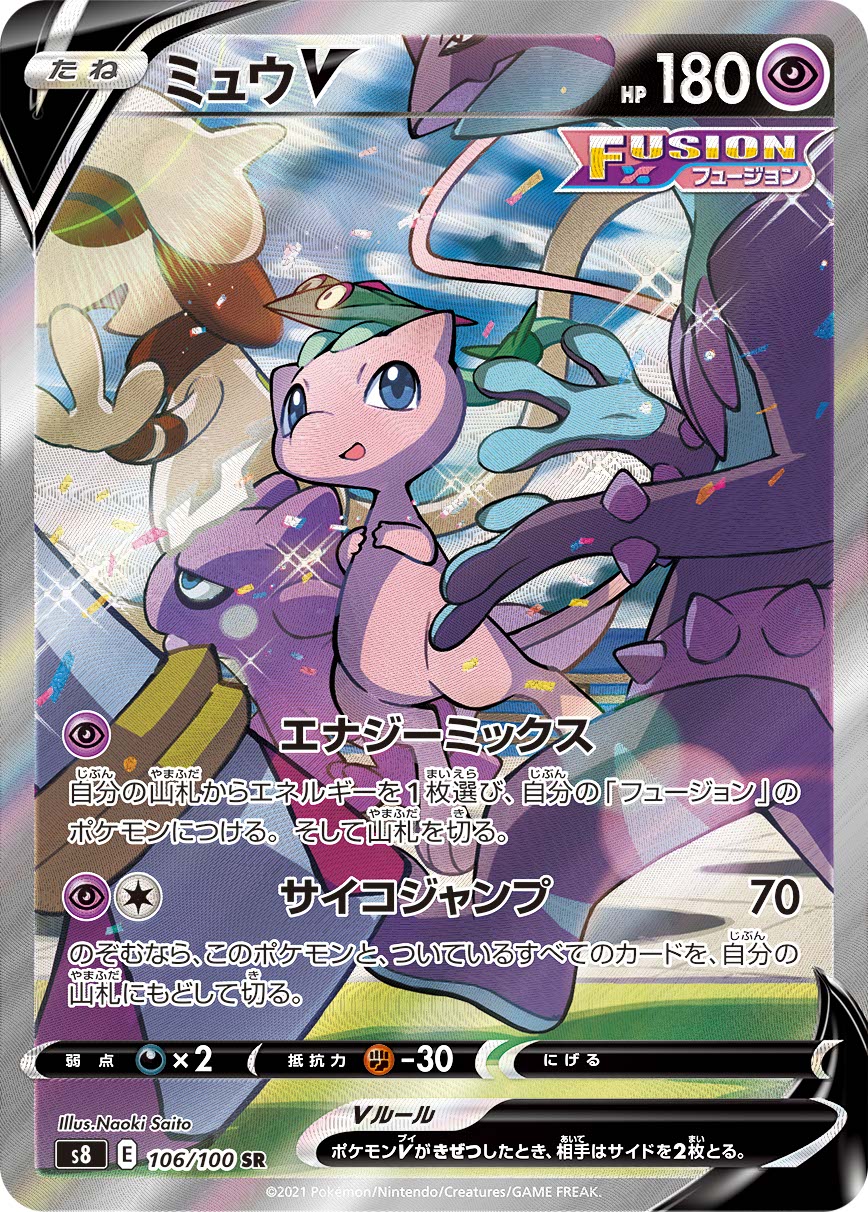 たね ミュウV HP 180
FUSION
フュージョン
エナジーミックス
自分の山札からエネルギーを1枚選び、自分の「フュージョン」の
ポケモンにつける。そして山札を切る。
サイコジャンプ 70
のぞむなら、このポケモンと、ついているすべてのカードを、自分の
山札にもどして切る。
弱点 ×2 抵抗力 -30 にげる
Illus.Naoki Saito
Vルール
ポケモンVがきぜつしたとき、相手はサイドを2枚とる。
s8 E 106/100 SR
©2021 Pokémon/Nintendo/Creatures/GAME FREAK.